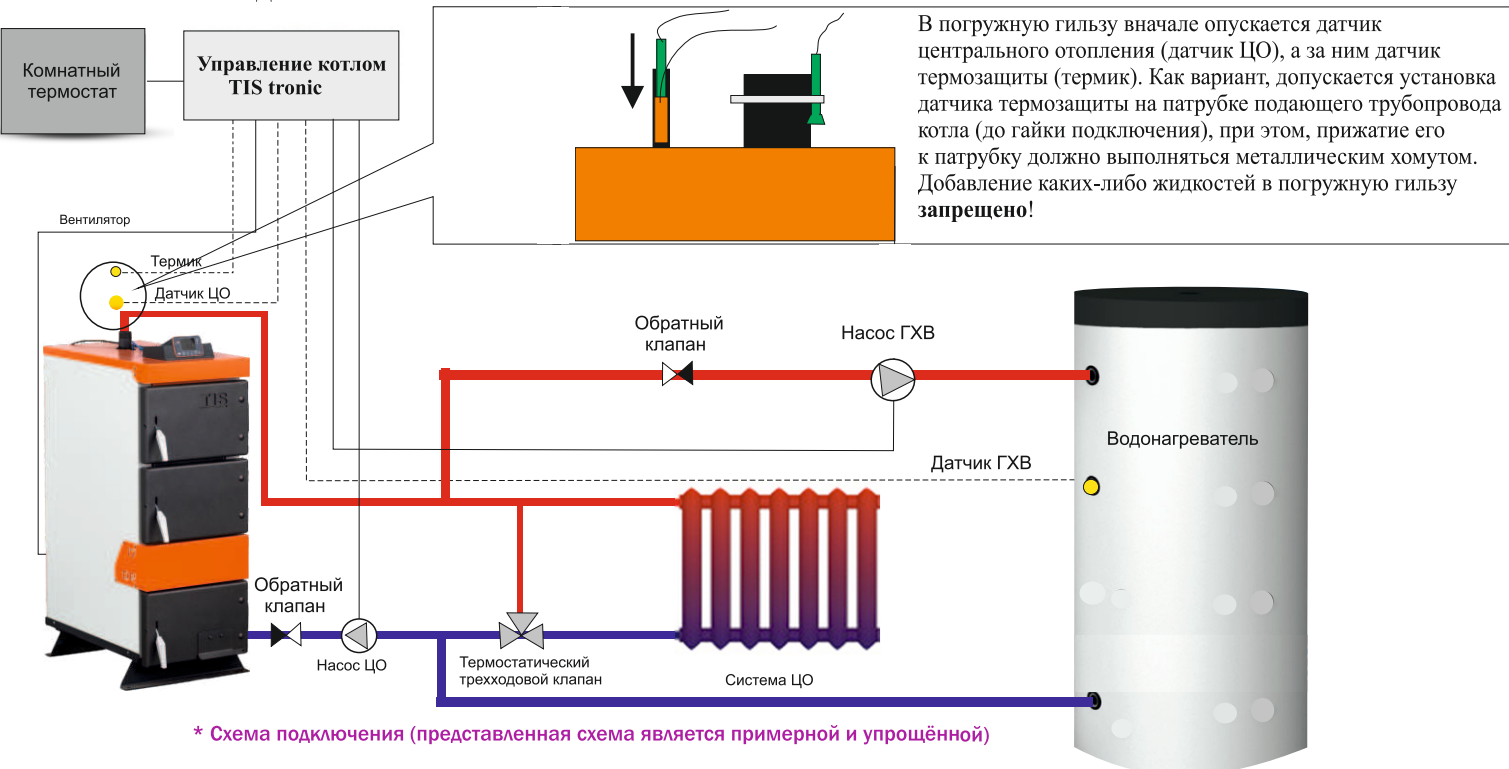 Комнатный
термостат
Управление котлом
TIS tronic
В погружную гильзу вначале опускается датчик
центрального отопления (датчик ЦО), а за ним датчик
термозащиты (термик). Как вариант, допускается установка
датчика термозащиты на патрубке подающего трубопровода
котла (до гайки подключения), при этом, прижатие его
к патрубку должно выполняться металлическим хомутом.
Добавление каких-либо жидкостей в погружную гильзу
запрещено!
Вентилятор
Термик
Датчик ЦО
Обратный
клапан
Насос ГХВ
TIS
Водонагреватель
Датчик ГХВ
Обратный
клапан
Насос ЦО
Термостатический
трехходовой клапан
Система ЦО
* Схема подключения (представленная схема является примерной и упрощённой)